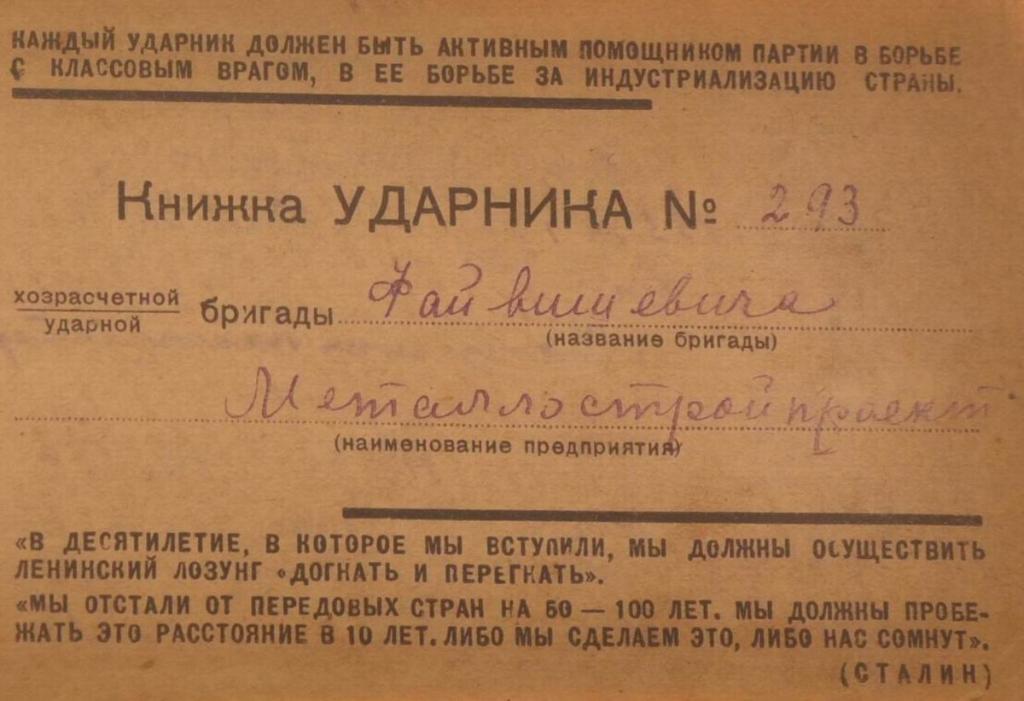 КАЖДЫЙ УДАРНИК ДОЛЖЕН БЫТЬ АКТИВНЫМ ПОМОЩНИКОМ ПАРТИИ В БОРЬБЕ
С КЛАССОВЫМ ВРАГОМ, В ЕЕ БОРЬБЕ ЗА ИНДУСТРИАЛИЗАЦИЮ СТРАНЫ.
Книжка УДАРНИКА № 293
хозрасчетной
ударной
бригады Файвишевича
(название бригады)
Металлостройпроект
(наименование предприятия)
«В ДЕСЯТИЛЕТИЕ, В КОТОРОЕ МЫ ВСТУПИЛИ, МЫ ДОЛЖНЫ ОСУЩЕСТВИТЬ
ЛЕНИНСКИЙ ЛОЗУНГ «ДОГНАТЬ И ПЕРЕГНАТЬ».
«МЫ ОТСТАЛИ ОТ ПЕРЕДОВЫХ СТРАН НА 50 — 100 ЛЕТ. МЫ ДОЛЖНЫ ПРОБЕ-
ЖАТЬ ЭТО РАССТОЯНИЕ В 10 ЛЕТ. ЛИБО МЫ СДЕЛАЕМ ЭТО, ЛИБО НАС СОМНУТ».
(СТАЛИН)